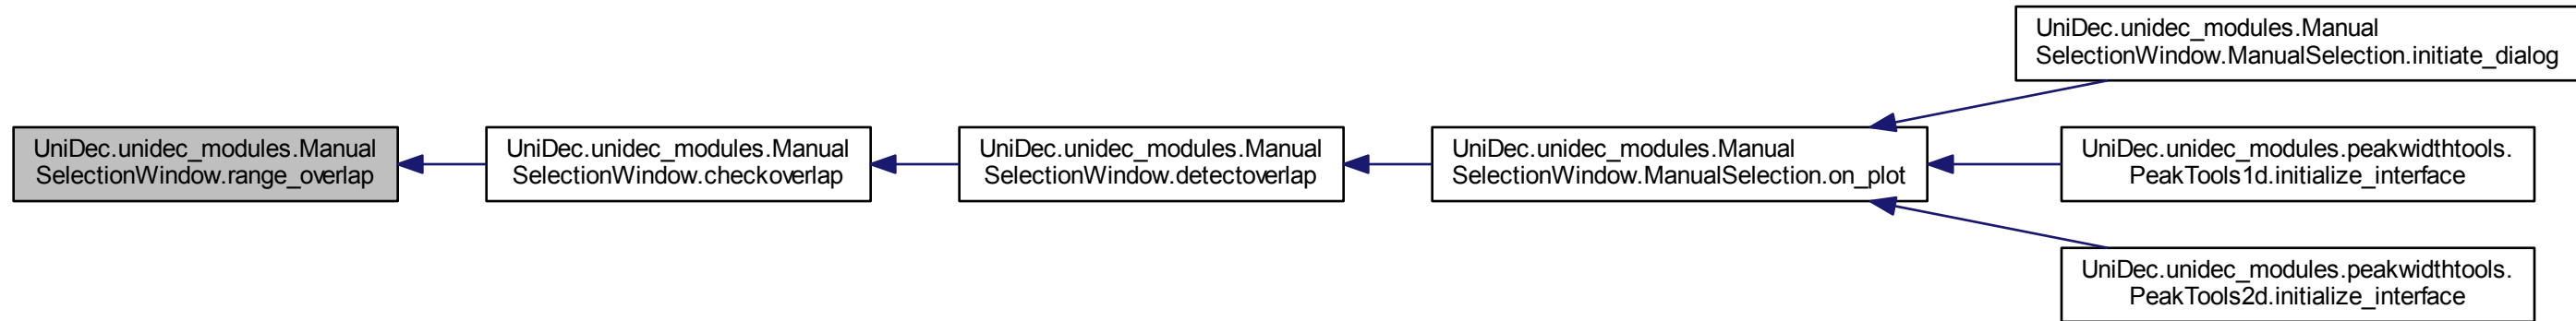 UniDec.unidec_modules.Manual
SelectionWindow.range_overlap
UniDec.unidec_modules.Manual
SelectionWindow.checkoverlap
UniDec.unidec_modules.Manual
SelectionWindow.detectoverlap
UniDec.unidec_modules.Manual
SelectionWindow.ManualSelection.on_plot
UniDec.unidec_modules.Manual
SelectionWindow.ManualSelection.initiate_dialog
UniDec.unidec_modules.peakwidthtools.
PeakTools1d.initialize_interface
UniDec.unidec_modules.peakwidthtools.
PeakTools2d.initialize_interface